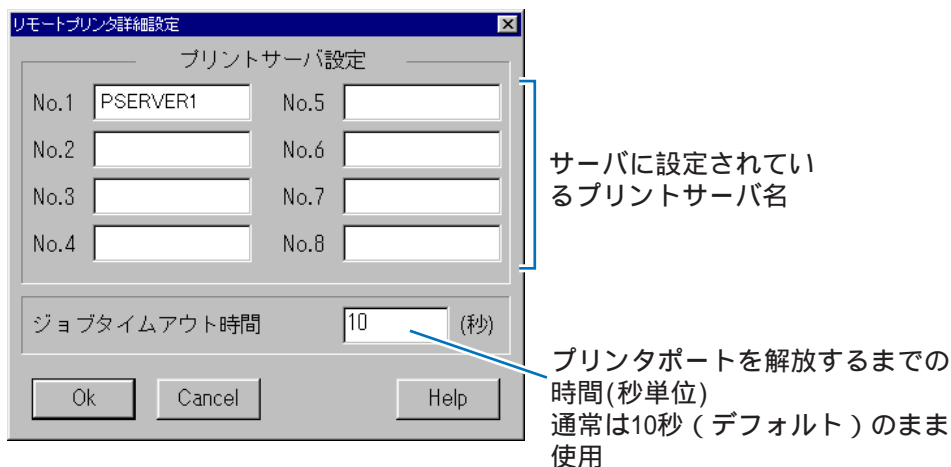 リモートプリンタ詳細設定
プリントサーバ設定
No.1 PSERVER1 No.5
No.2 No.6
No.3 No.7
No.4 No.8
サーバに設定されてい
るプリントサーバ名
ジョブタイムアウト時間 10 (秒)
Ok Cancel Help
プリンタポートを解放するまでの
時間(秒単位)
通常は10秒(デフォルト)のまま
使用